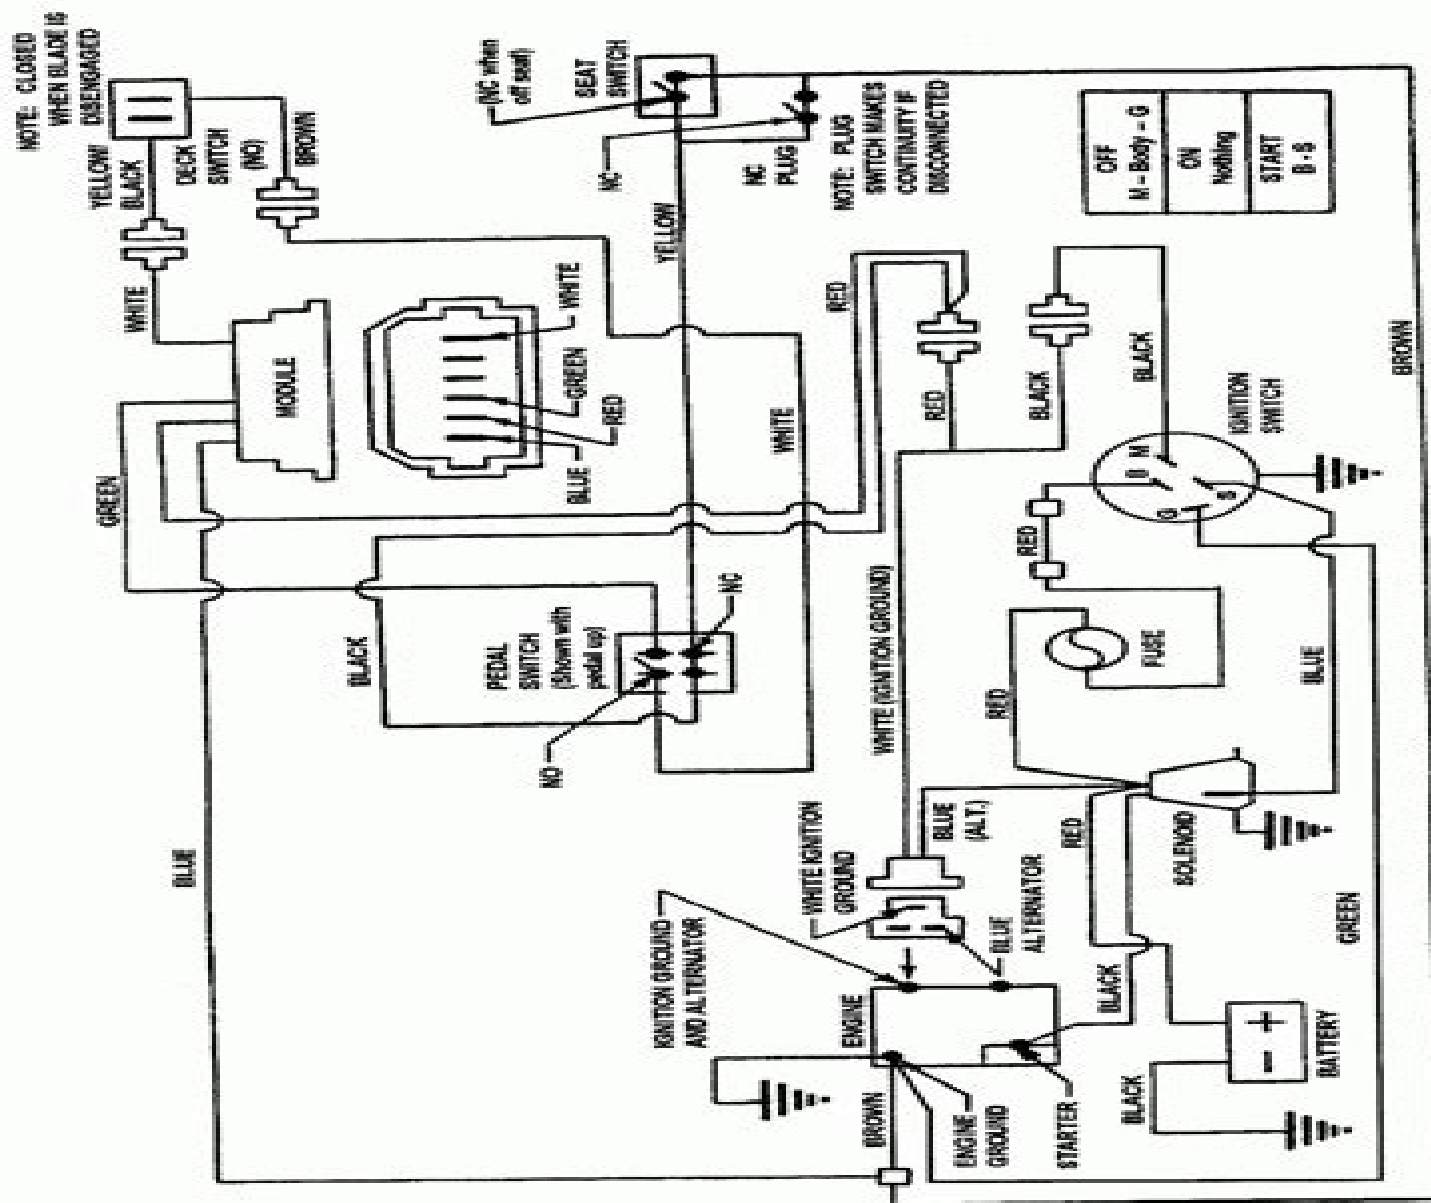 NOTE: CLOSED
WHEN BLADE IS
DISENGAGED
YELLOW/
BLACK
DECK
SWITCH
(NO)
BROWN
WHITE
MODULE
GREEN
WHITE
GREEN
RED
BLUE
(NC when
off seat)
SEAT
SWITCH
NC
NC
PLUG
NOTE: PLUG
SWITCH MAKES
CONTINUITY IF
DISCONNECTED
YELLOW
OFF
M - Body - G
ON
Nothing
START
B - S
RED
RED
BLACK
BLACK
BROWN
WHITE
IGNITION
SWITCH
M
B
G
S
BLACK
PEDAL
SWITCH
(Shown with
pedal up)
NC
NO
WHITE (IGNITION GROUND)
RED
FUSE
RED
BLUE
BLUE
IGNITION GROUND
AND ALTERNATOR
WHITE IGNITION
GROUND
BLUE
(ALT.)
BLUE
ALTERNATOR
RED
SOLENOID
GREEN
ENGINE
BLACK
BROWN
ENGINE
GROUND
STARTER
BLACK
- +
BATTERY